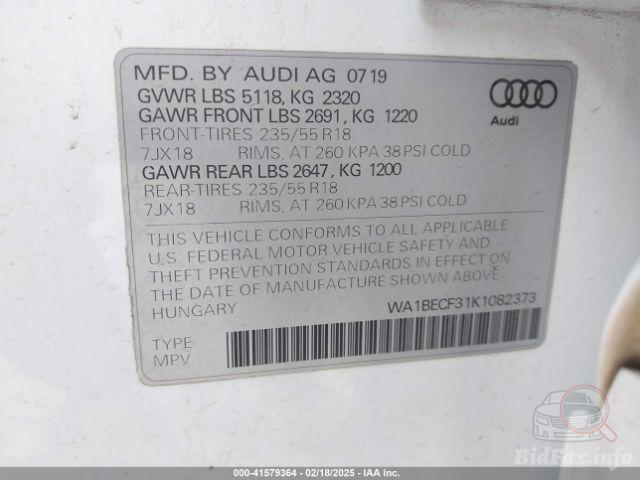 MFD. BY AUDI AG 0719
GVWR LBS 5118, KG 2320
GAWR FRONT LBS 2691, KG 1220
FRONT-TIRES 235/55 R18
7JX18 RIMS, AT 260 KPA 38 PSI COLD
GAWR REAR LBS 2647, KG 1200
REAR-TIRES 235/55 R18
7JX18 RIMS, AT 260 KPA 38 PSI COLD
Audi
THIS VEHICLE CONFORMS TO ALL APPLICABLE
U.S. FEDERAL MOTOR VEHICLE SAFETY AND
THEFT PREVENTION STANDARDS IN EFFECT ON
THE DATE OF MANUFACTURE SHOWN ABOVE.
HUNGARY WA1BECF31K1082373
TYPE
MPV
BidFax.info
000-41579364 - 02/18/2025 - IAA Inc.